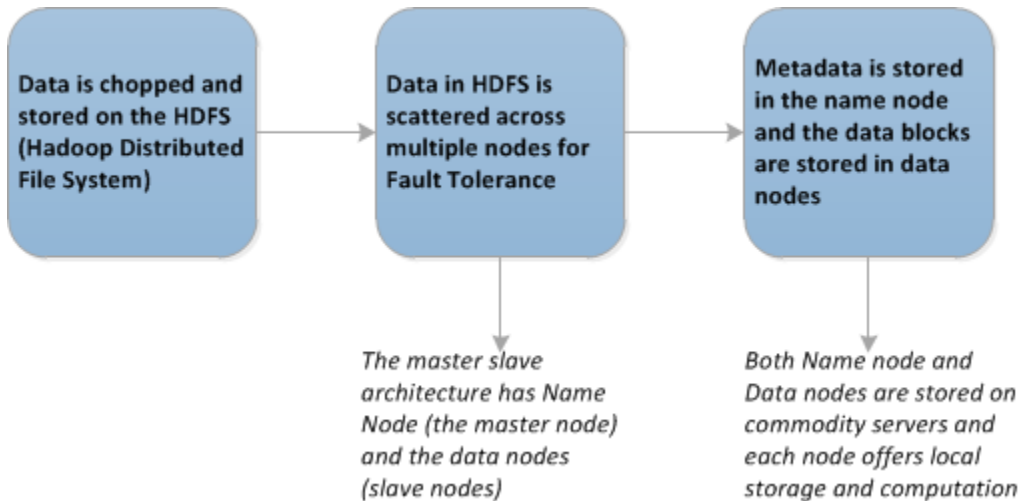 Data is chopped and
stored on the HDFS
(Hadoop Distributed
File System)
Data in HDFS is
scattered across
multiple nodes for
Fault Tolerance
Metadata is stored
in the name node
and the data blocks
are stored in data
nodes
The master slave
architecture has Name
Node (the master node)
and the data nodes
(slave nodes)
Both Name node and
Data nodes are stored on
commodity servers and
each node offers local
storage and computation